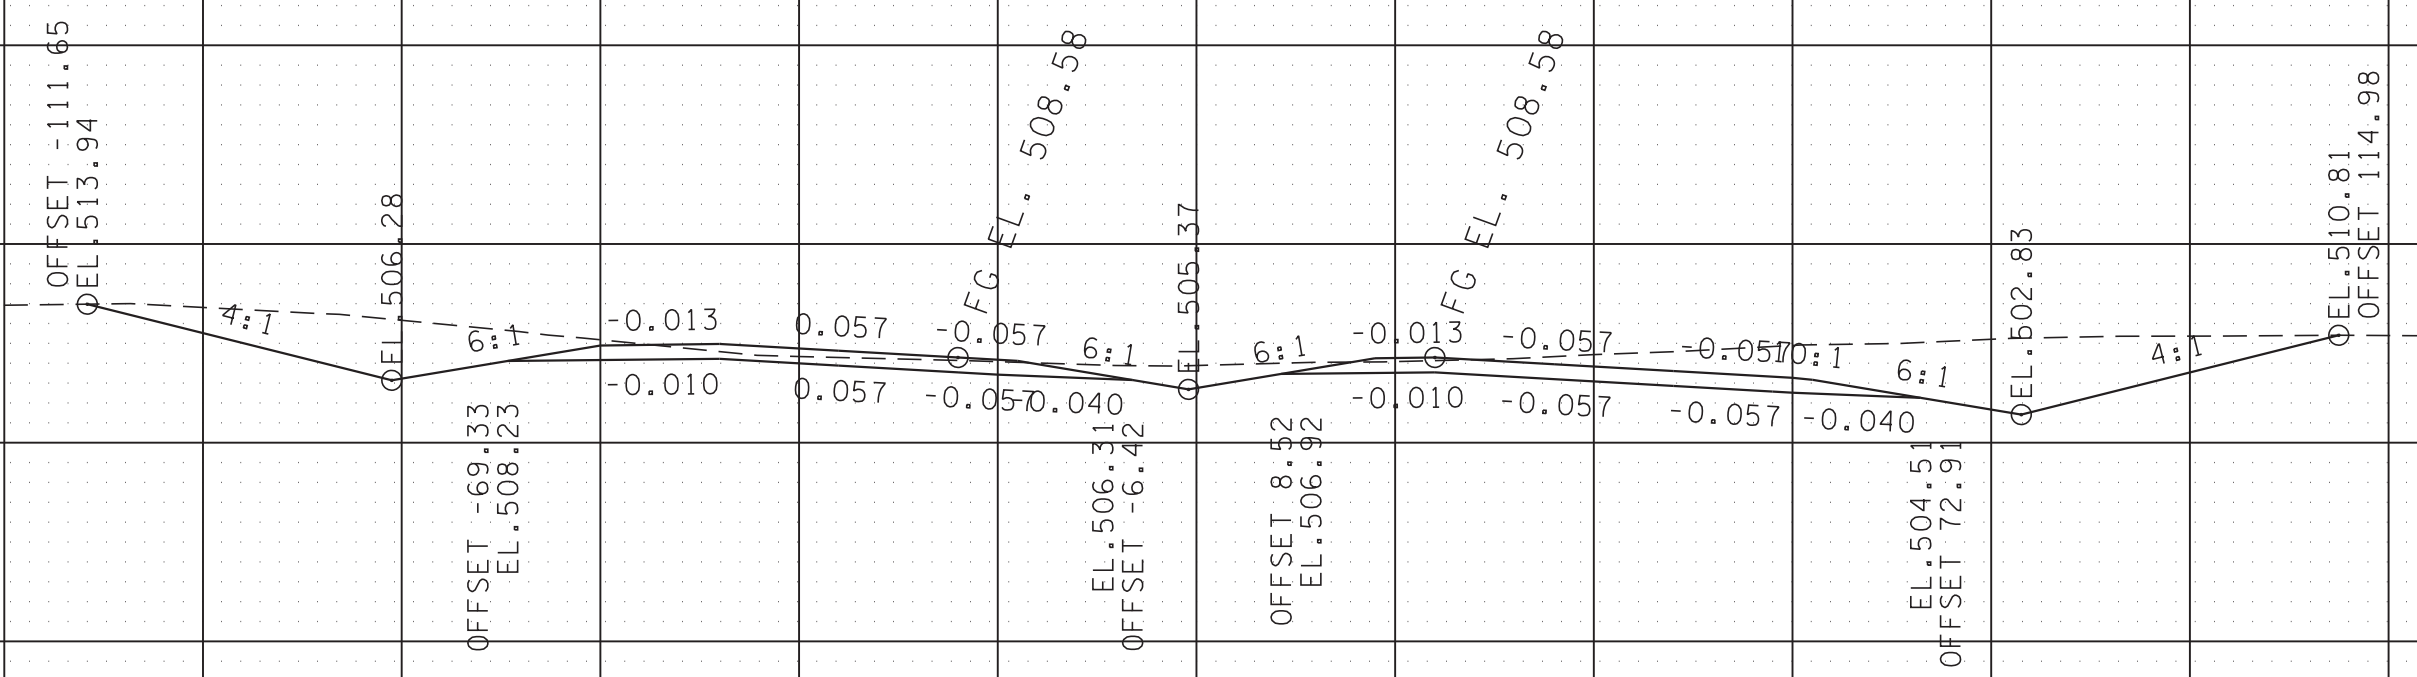 OFFSET -111.65
EL.513.94
4:1
EL.506.28
6:1
OFFSET -69.33
EL.508.23
-0.013
-0.010
0.057
0.057
FG EL. 508.58
-0.057
-0.057
-0.040
6:1
EL.506.31
OFFSET -6.42
EL.505.37
6:1
OFFSET 8.52
EL.506.92
FG EL. 508.58
-0.013
-0.010
-0.057
-0.057
-0.057
-0.057
-0.040
6:1
EL.504.51
OFFSET 72.91
EL.502.83
4:1
EL.510.81
OFFSET 114.98